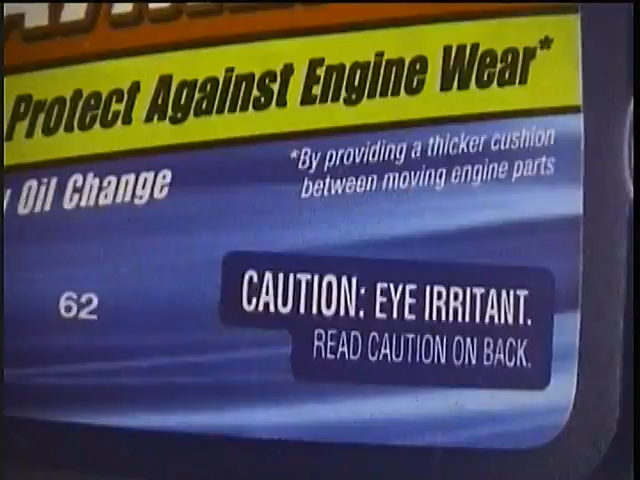 Protect Against Engine Wear*
*By providing a thicker cushion
between moving engine parts
Oil Change
62
CAUTION: EYE IRRITANT.
READ CAUTION ON BACK.